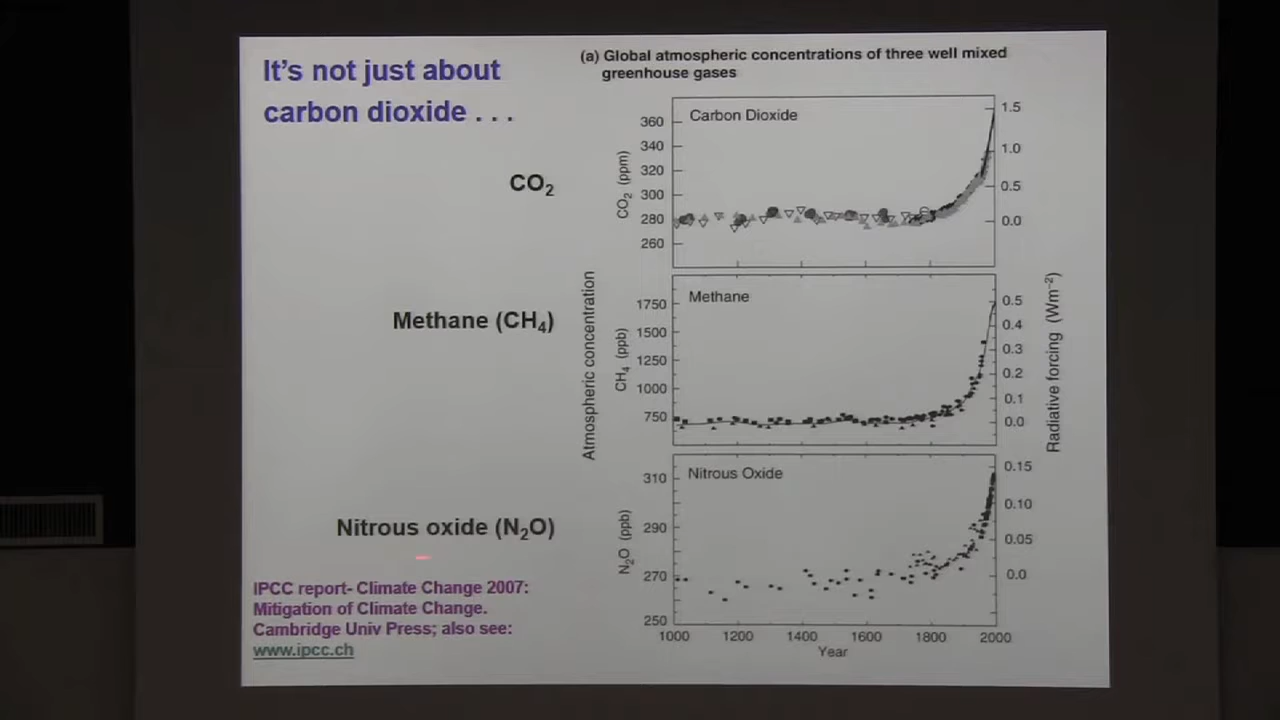 It's not just about
carbon dioxide . . .
CO₂
Methane (CH₄)
Nitrous oxide (N₂O)
IPCC report- Climate Change 2007:
Mitigation of Climate Change.
Cambridge Univ Press; also see:
www.ipcc.ch
(a) Global atmospheric concentrations of three well mixed
greenhouse gases
Carbon Dioxide
360
340
320
300
280
260
CO₂ (ppm)
1.5
1.0
0.5
0.0
Atmospheric concentration
Methane
1750
1500
1250
1000
750
CH₄ (ppb)
0.5
0.4
0.3
0.2
0.1
0.0
Radiative forcing (Wm⁻²)
Nitrous Oxide
310
290
270
250
N₂O (ppb)
0.15
0.10
0.05
0.0
1000 1200 1400 1600 1800 2000
Year